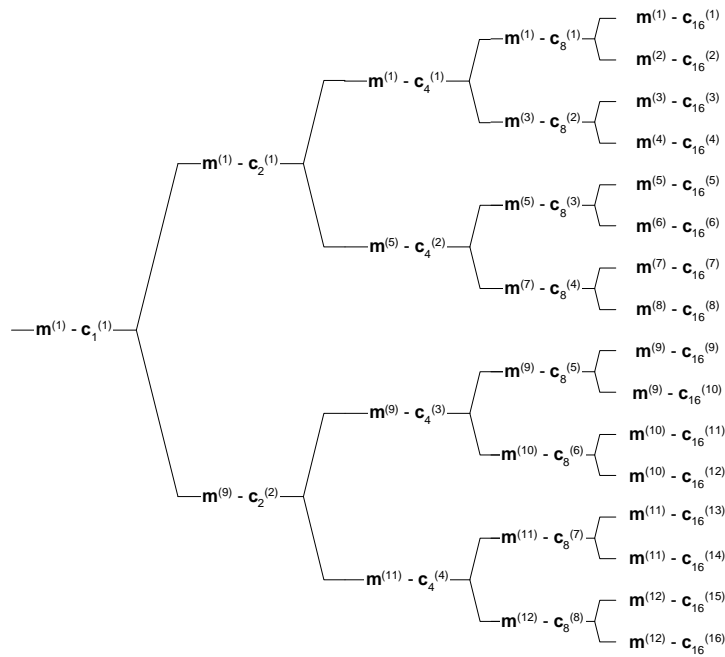 m(1) - c1(1)
m(1) - c2(1)
m(9) - c2(2)
m(1) - c4(1)
m(5) - c4(2)
m(9) - c4(3)
m(11) - c4(4)
m(1) - c8(1)
m(3) - c8(2)
m(5) - c8(3)
m(7) - c8(4)
m(9) - c8(5)
m(10) - c8(6)
m(11) - c8(7)
m(12) - c8(8)
m(1) - c16(1)
m(2) - c16(2)
m(3) - c16(3)
m(4) - c16(4)
m(5) - c16(5)
m(6) - c16(6)
m(7) - c16(7)
m(8) - c16(8)
m(9) - c16(9)
m(9) - c16(10)
m(10) - c16(11)
m(10) - c16(12)
m(11) - c16(13)
m(11) - c16(14)
m(12) - c16(15)
m(12) - c16(16)